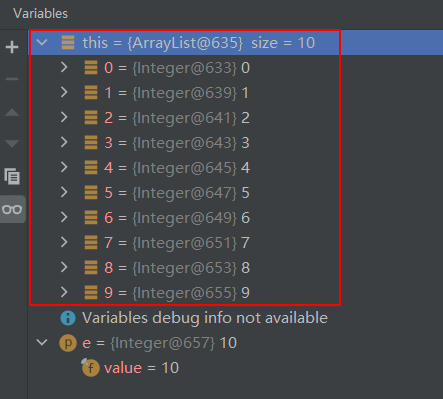 Variables
this = {ArrayList@635} size = 10
0 = {Integer@633} 0
1 = {Integer@639} 1
2 = {Integer@641} 2
3 = {Integer@643} 3
4 = {Integer@645} 4
5 = {Integer@647} 5
6 = {Integer@649} 6
7 = {Integer@651} 7
8 = {Integer@653} 8
9 = {Integer@655} 9
Variables debug info not available
e = {Integer@657} 10
value = 10